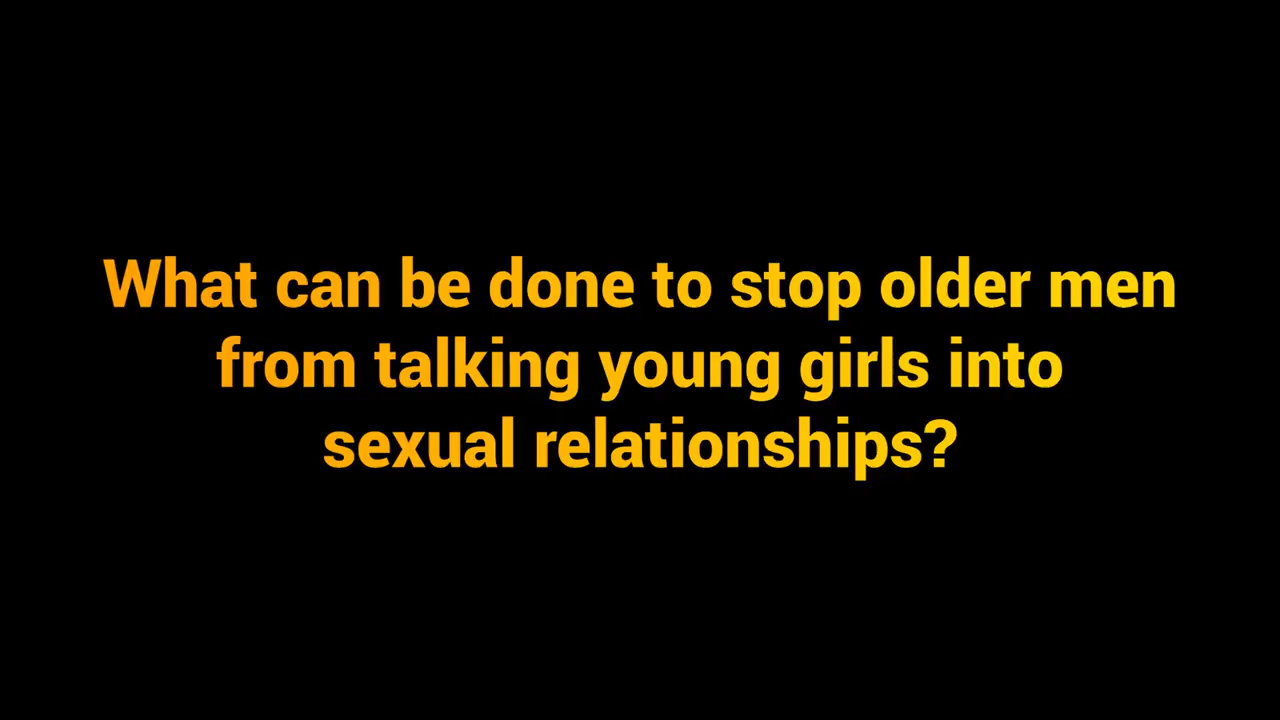 What can be done to stop older men
from talking young girls into
sexual relationships?